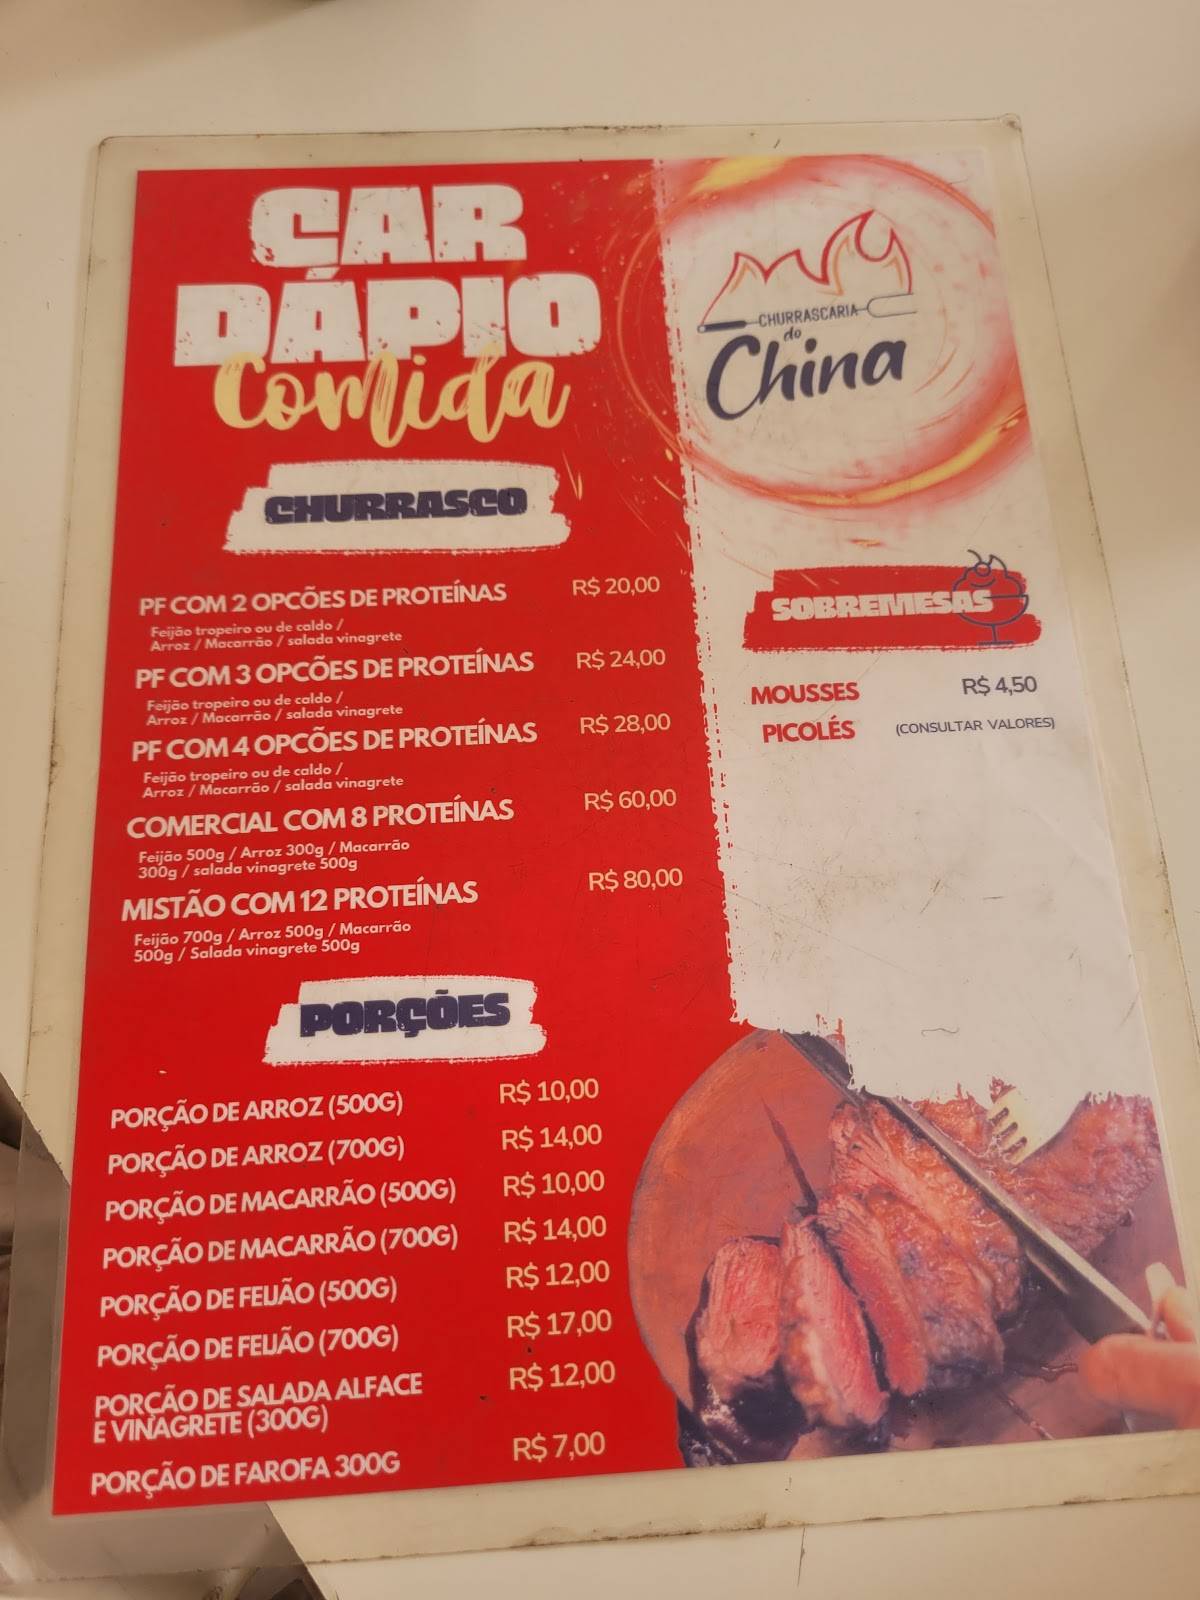 CAR
DÁPIO
Comida
CHURRASCO
PF COM 2 OPCÕES DE PROTEÍNAS R$ 20,00
Feijão tropeiro ou de caldo /
Arroz / Macarrão / salada vinagrete
PF COM 3 OPCÕES DE PROTEÍNAS R$ 24,00
Feijão tropeiro ou de caldo /
Arroz / Macarrão / salada vinagrete
PF COM 4 OPCÕES DE PROTEÍNAS R$ 28,00
Feijão tropeiro ou de caldo /
Arroz / Macarrão / salada vinagrete
COMERCIAL COM 8 PROTEÍNAS R$ 60,00
Feijão 500g / Arroz 300g / Macarrão
300g / salada vinagrete 500g
MISTÃO COM 12 PROTEÍNAS R$ 80,00
Feijão 700g / Arroz 500g / Macarrão
500g / Salada vinagrete 500g
PORÇÕES
PORÇÃO DE ARROZ (500G) R$ 10,00
PORÇÃO DE ARROZ (700G) R$ 14,00
PORÇÃO DE MACARRÃO (500G) R$ 10,00
PORÇÃO DE MACARRÃO (700G) R$ 14,00
PORÇÃO DE FEIJÃO (500G) R$ 12,00
PORÇÃO DE FEIJÃO (700G) R$ 17,00
PORÇÃO DE SALADA ALFACE R$ 12,00
E VINAGRETE (300G)
PORÇÃO DE FAROFA 300G R$ 7,00
CHURRASCARIA
do
China
SOBREMESAS
MOUSSES R$ 4,50
PICOLÉS (CONSULTAR VALORES)